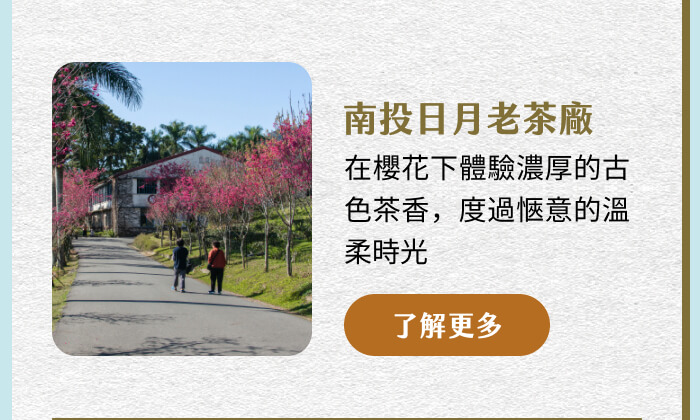 南投日月老茶廠
在櫻花下體驗濃厚的古
色茶香，度過愜意的溫
柔時光
了解更多